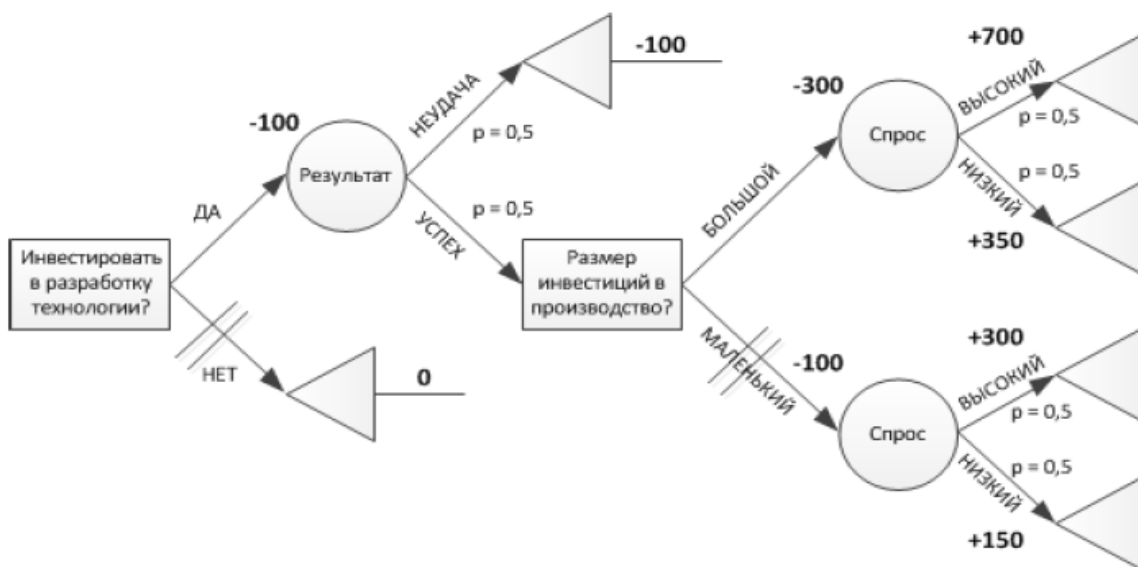 Инвестировать
в разработку
технологии?
ДА
НЕТ
0
-100
Результат
НЕУДАЧА
p = 0,5
-100
p = 0,5
УСПЕХ
Размер
инвестиций в
производство?
БОЛЬШОЙ
МАЛЕНЬКИЙ
-300
Спрос
+700
ВЫСОКИЙ
p = 0,5
p = 0,5
НИЗКИЙ
+350
-100
Спрос
+300
ВЫСОКИЙ
p = 0,5
p = 0,5
НИЗКИЙ
+150